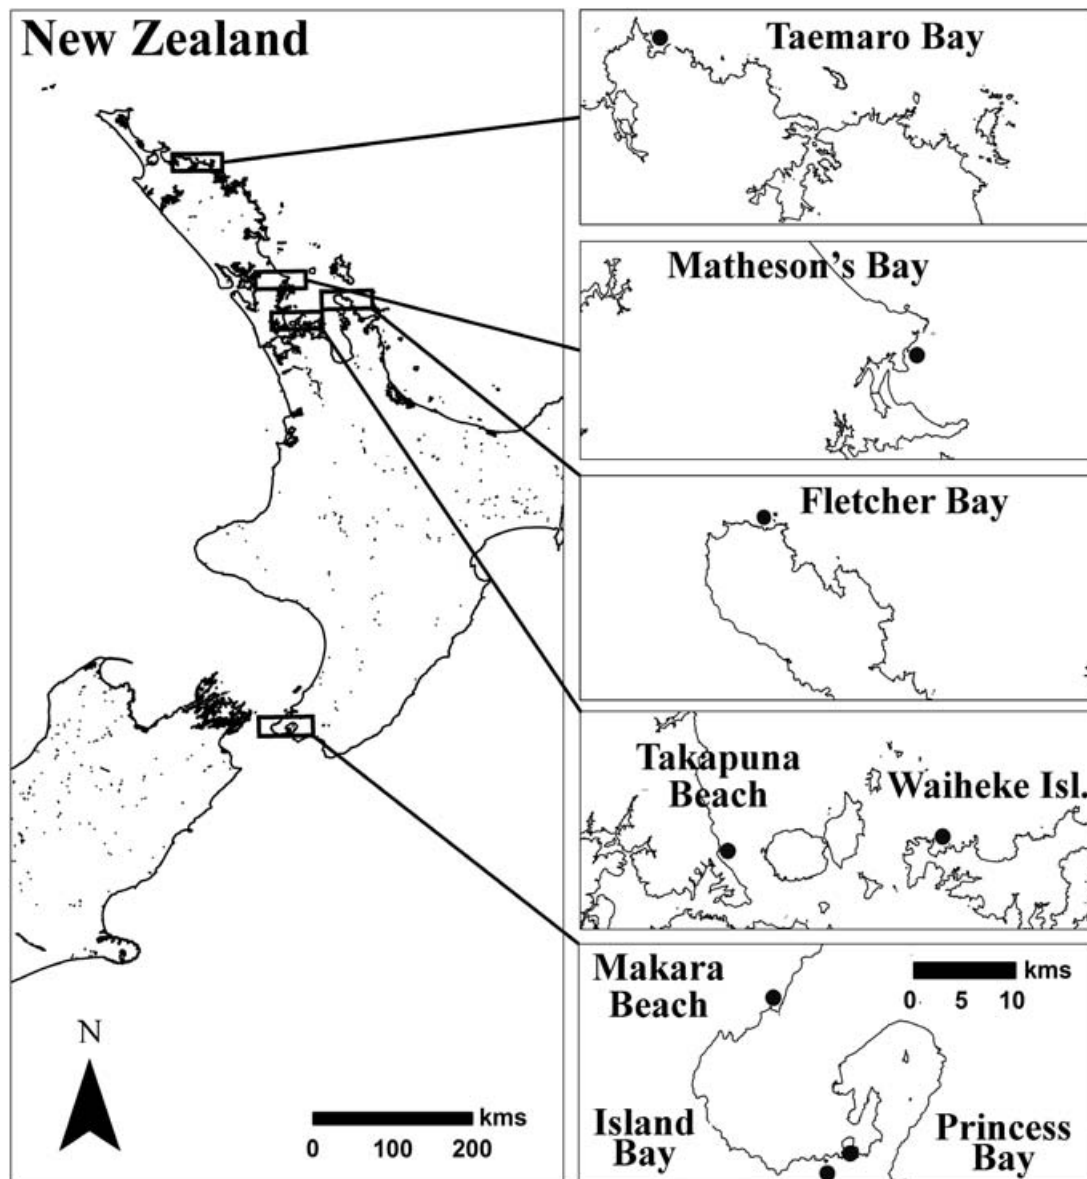 New Zealand
Taemaro Bay
Matheson's Bay
Fletcher Bay
Takapuna
Beach
Waiheke Isl.
Makara
Beach
kms
0 5 10
Island
Bay
Princess
Bay
N
kms
0 100 200